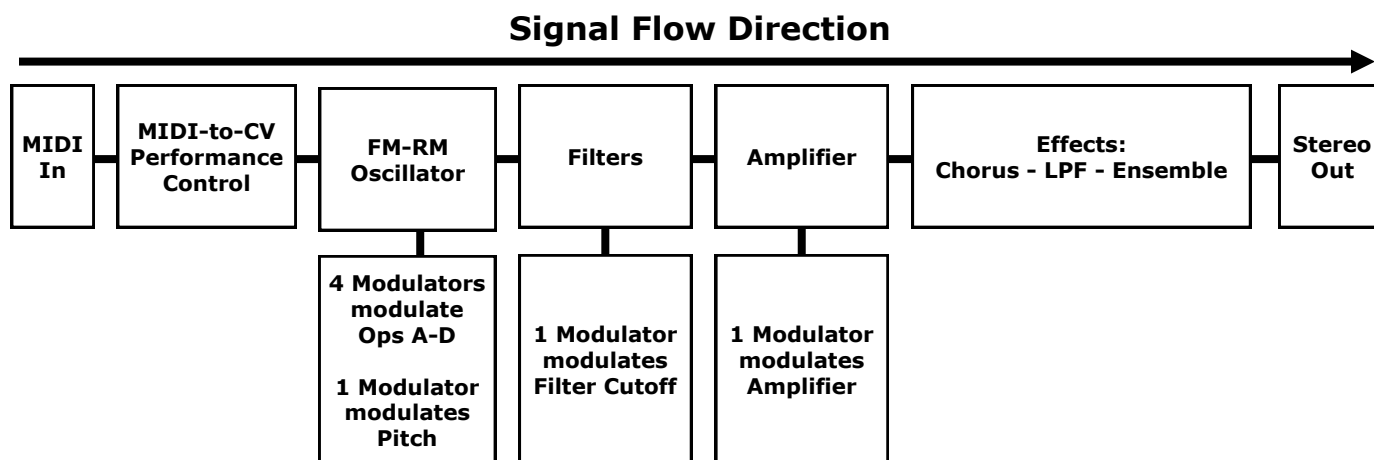 Signal Flow Direction
MIDI
In
MIDI-to-CV
Performance
Control
FM-RM
Oscillator
Filters
Amplifier
Effects:
Chorus - LPF - Ensemble
Stereo
Out
4 Modulators
modulate
Ops A-D
1 Modulator
modulates
Pitch
1 Modulator
modulates
Filter Cutoff
1 Modulator
modulates
Amplifier